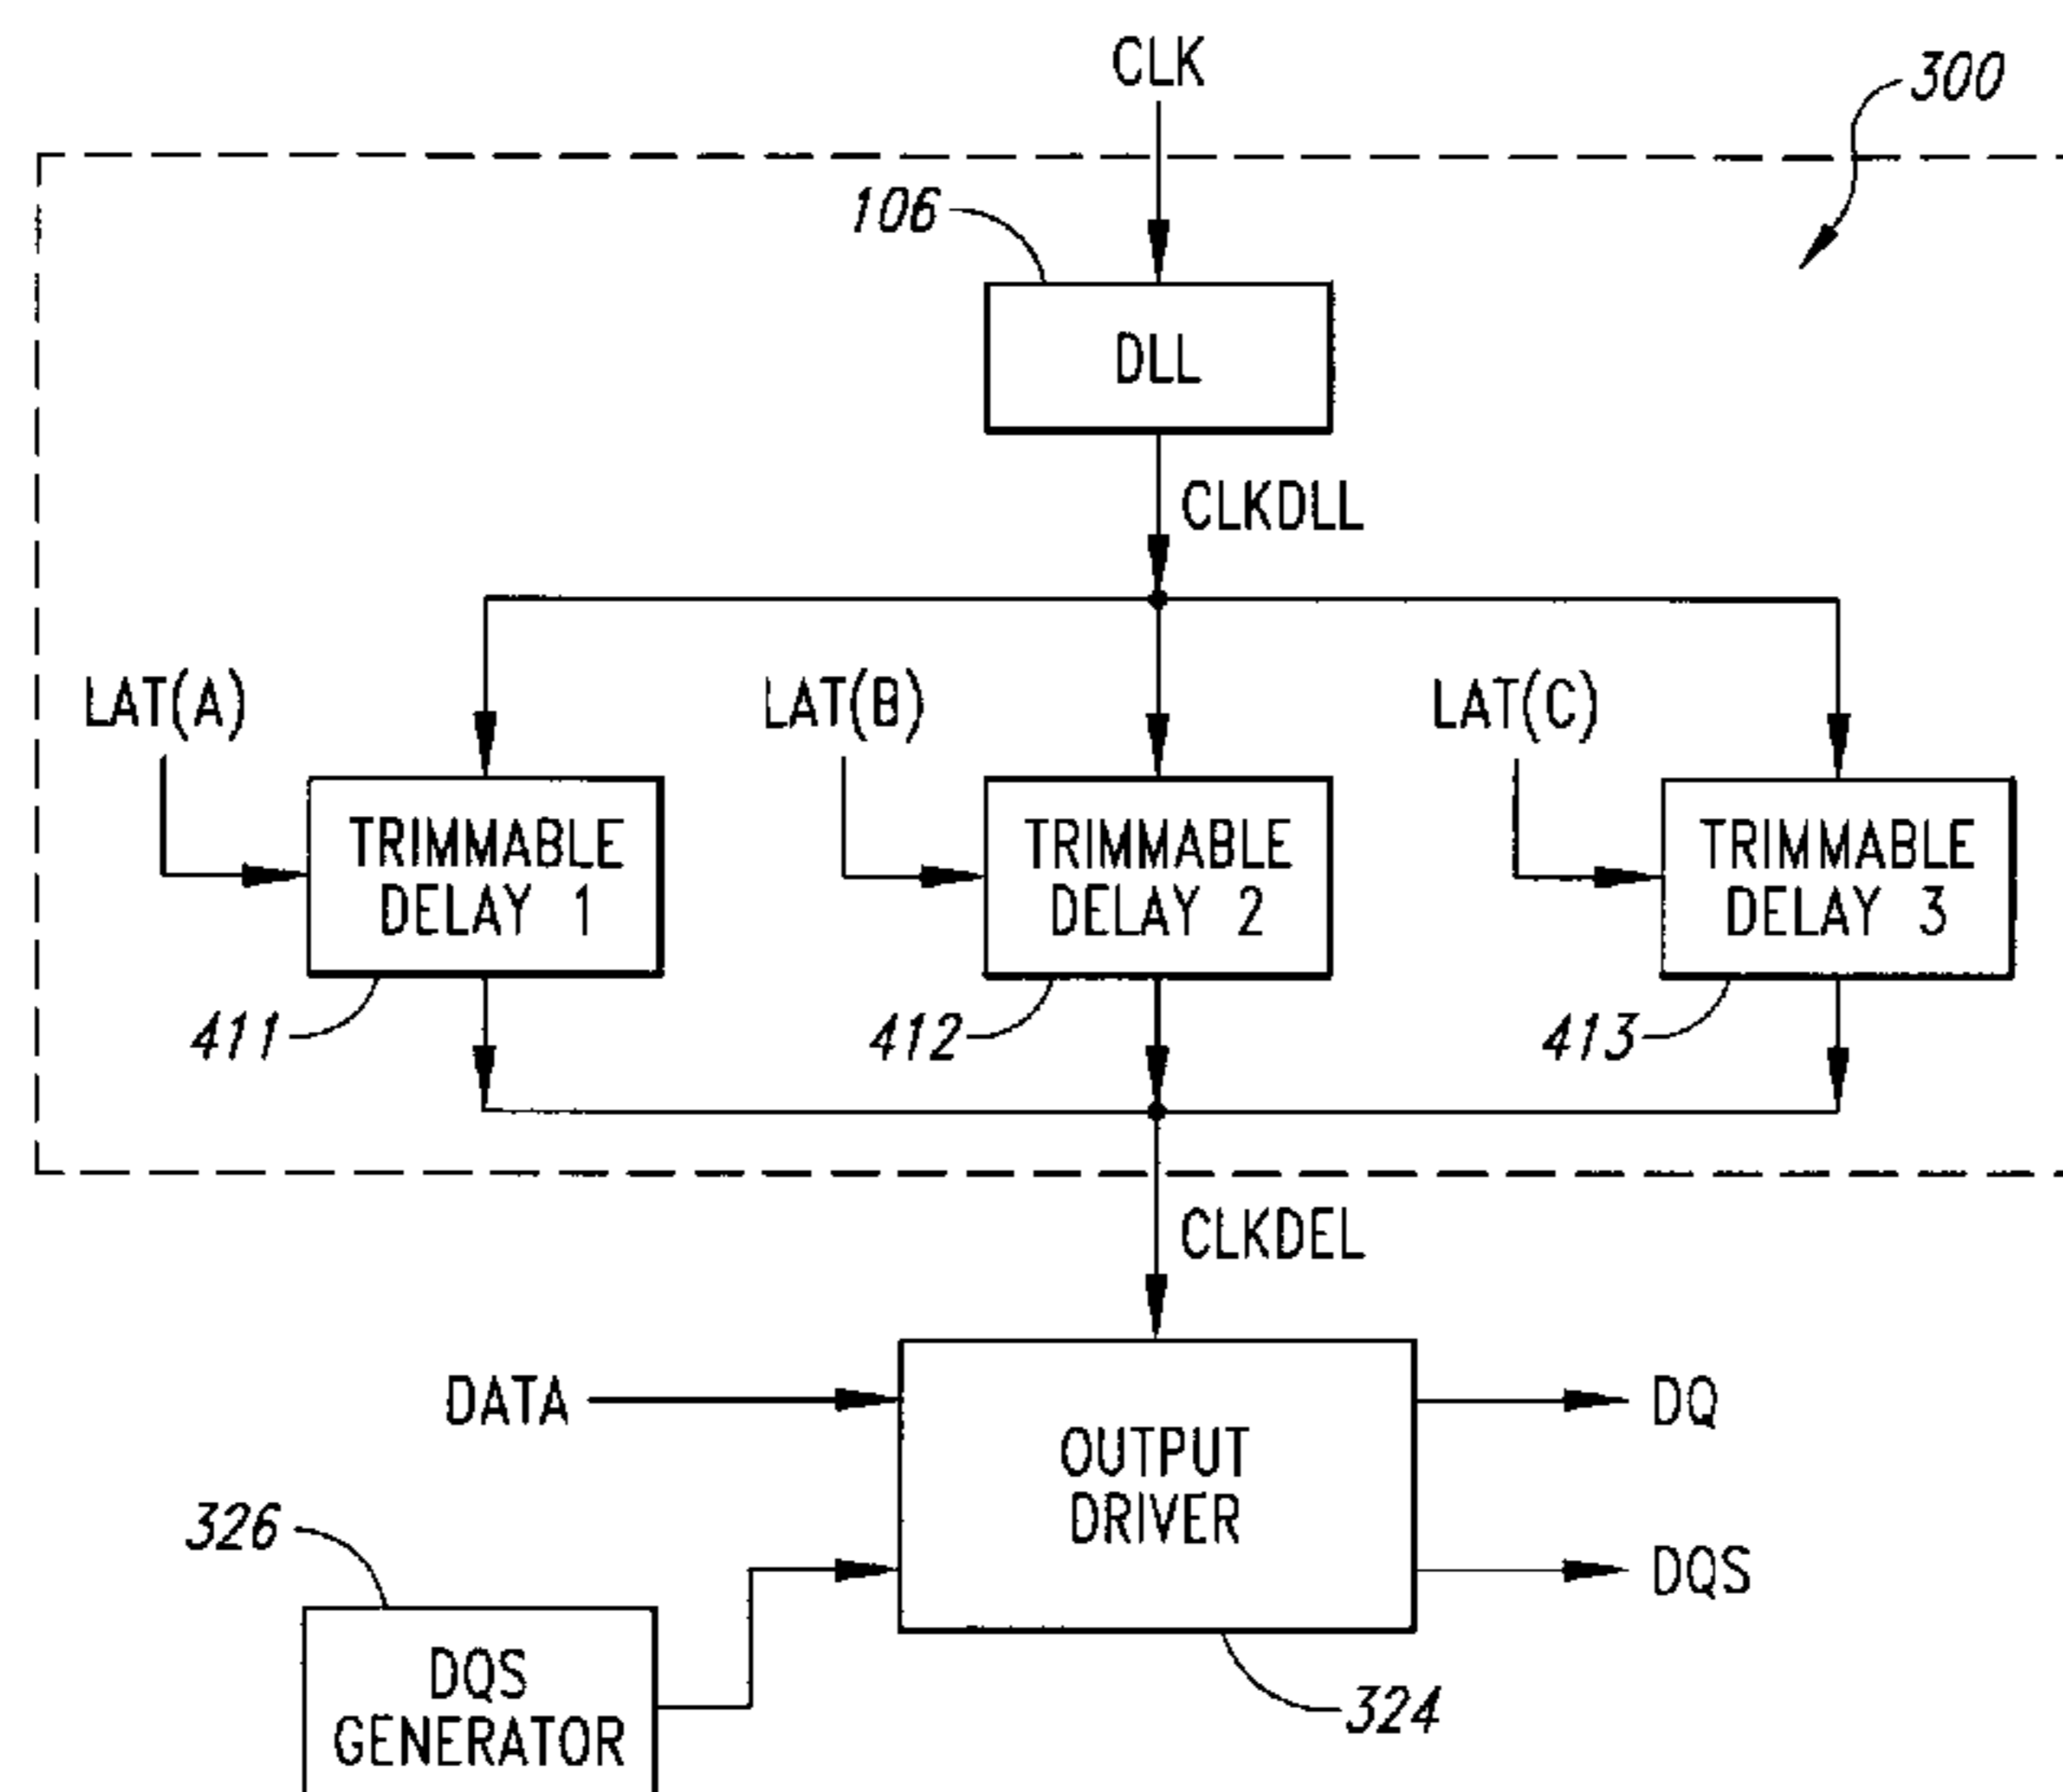 CLK
300
106
DLL
CLKDLL
LAT(A)
LAT(B)
LAT(C)
TRIMMABLE
DELAY 1
TRIMMABLE
DELAY 2
TRIMMABLE
DELAY 3
411
412
413
CLKDEL
DATA
DQ
OUTPUT
DRIVER
326
DQS
DQS
GENERATOR
324